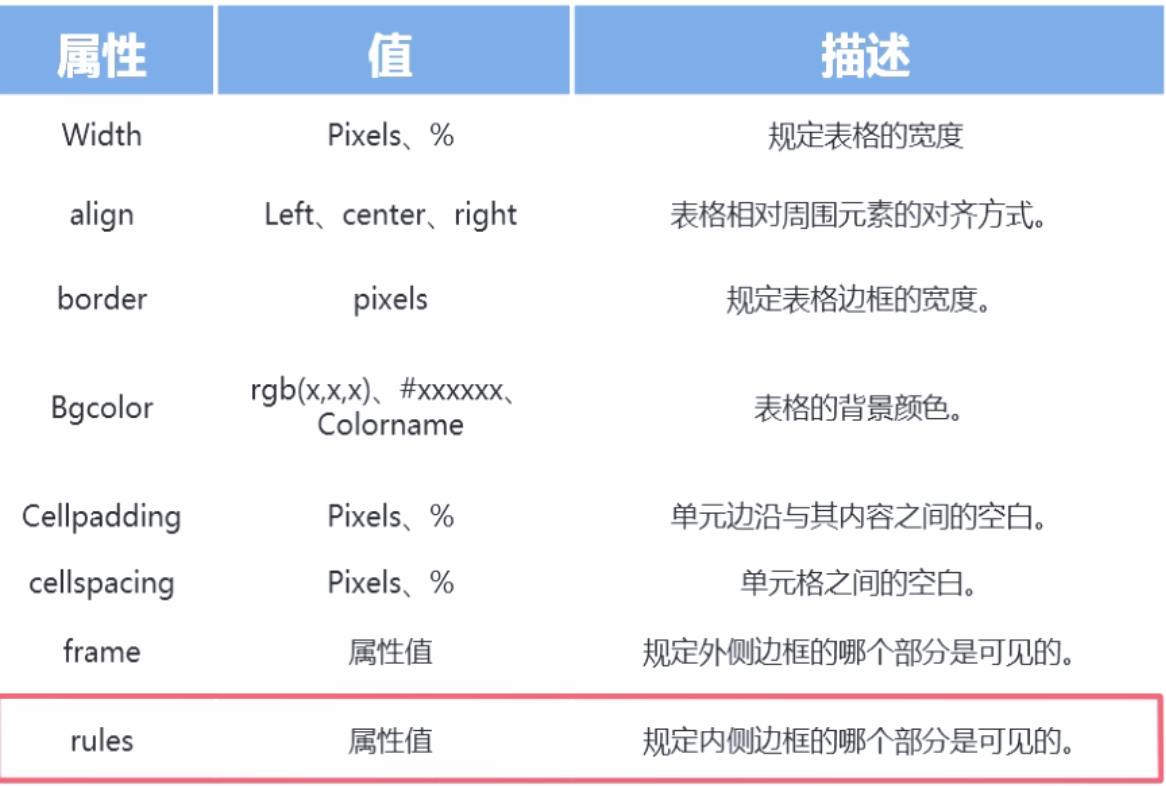 属性 值 描述
Width Pixels、% 规定表格的宽度
align Left、center、right 表格相对周围元素的对齐方式。
border pixels 规定表格边框的宽度。
Bgcolor rgb(x,x,x)、#xxxxxx、 表格的背景颜色。
Colorname
Cellpadding Pixels、% 单元边沿与其内容之间的空白。
cellspacing Pixels、% 单元格之间的空白。
frame 属性值 规定外侧边框的哪个部分是可见的。
rules 属性值 规定内侧边框的哪个部分是可见的。